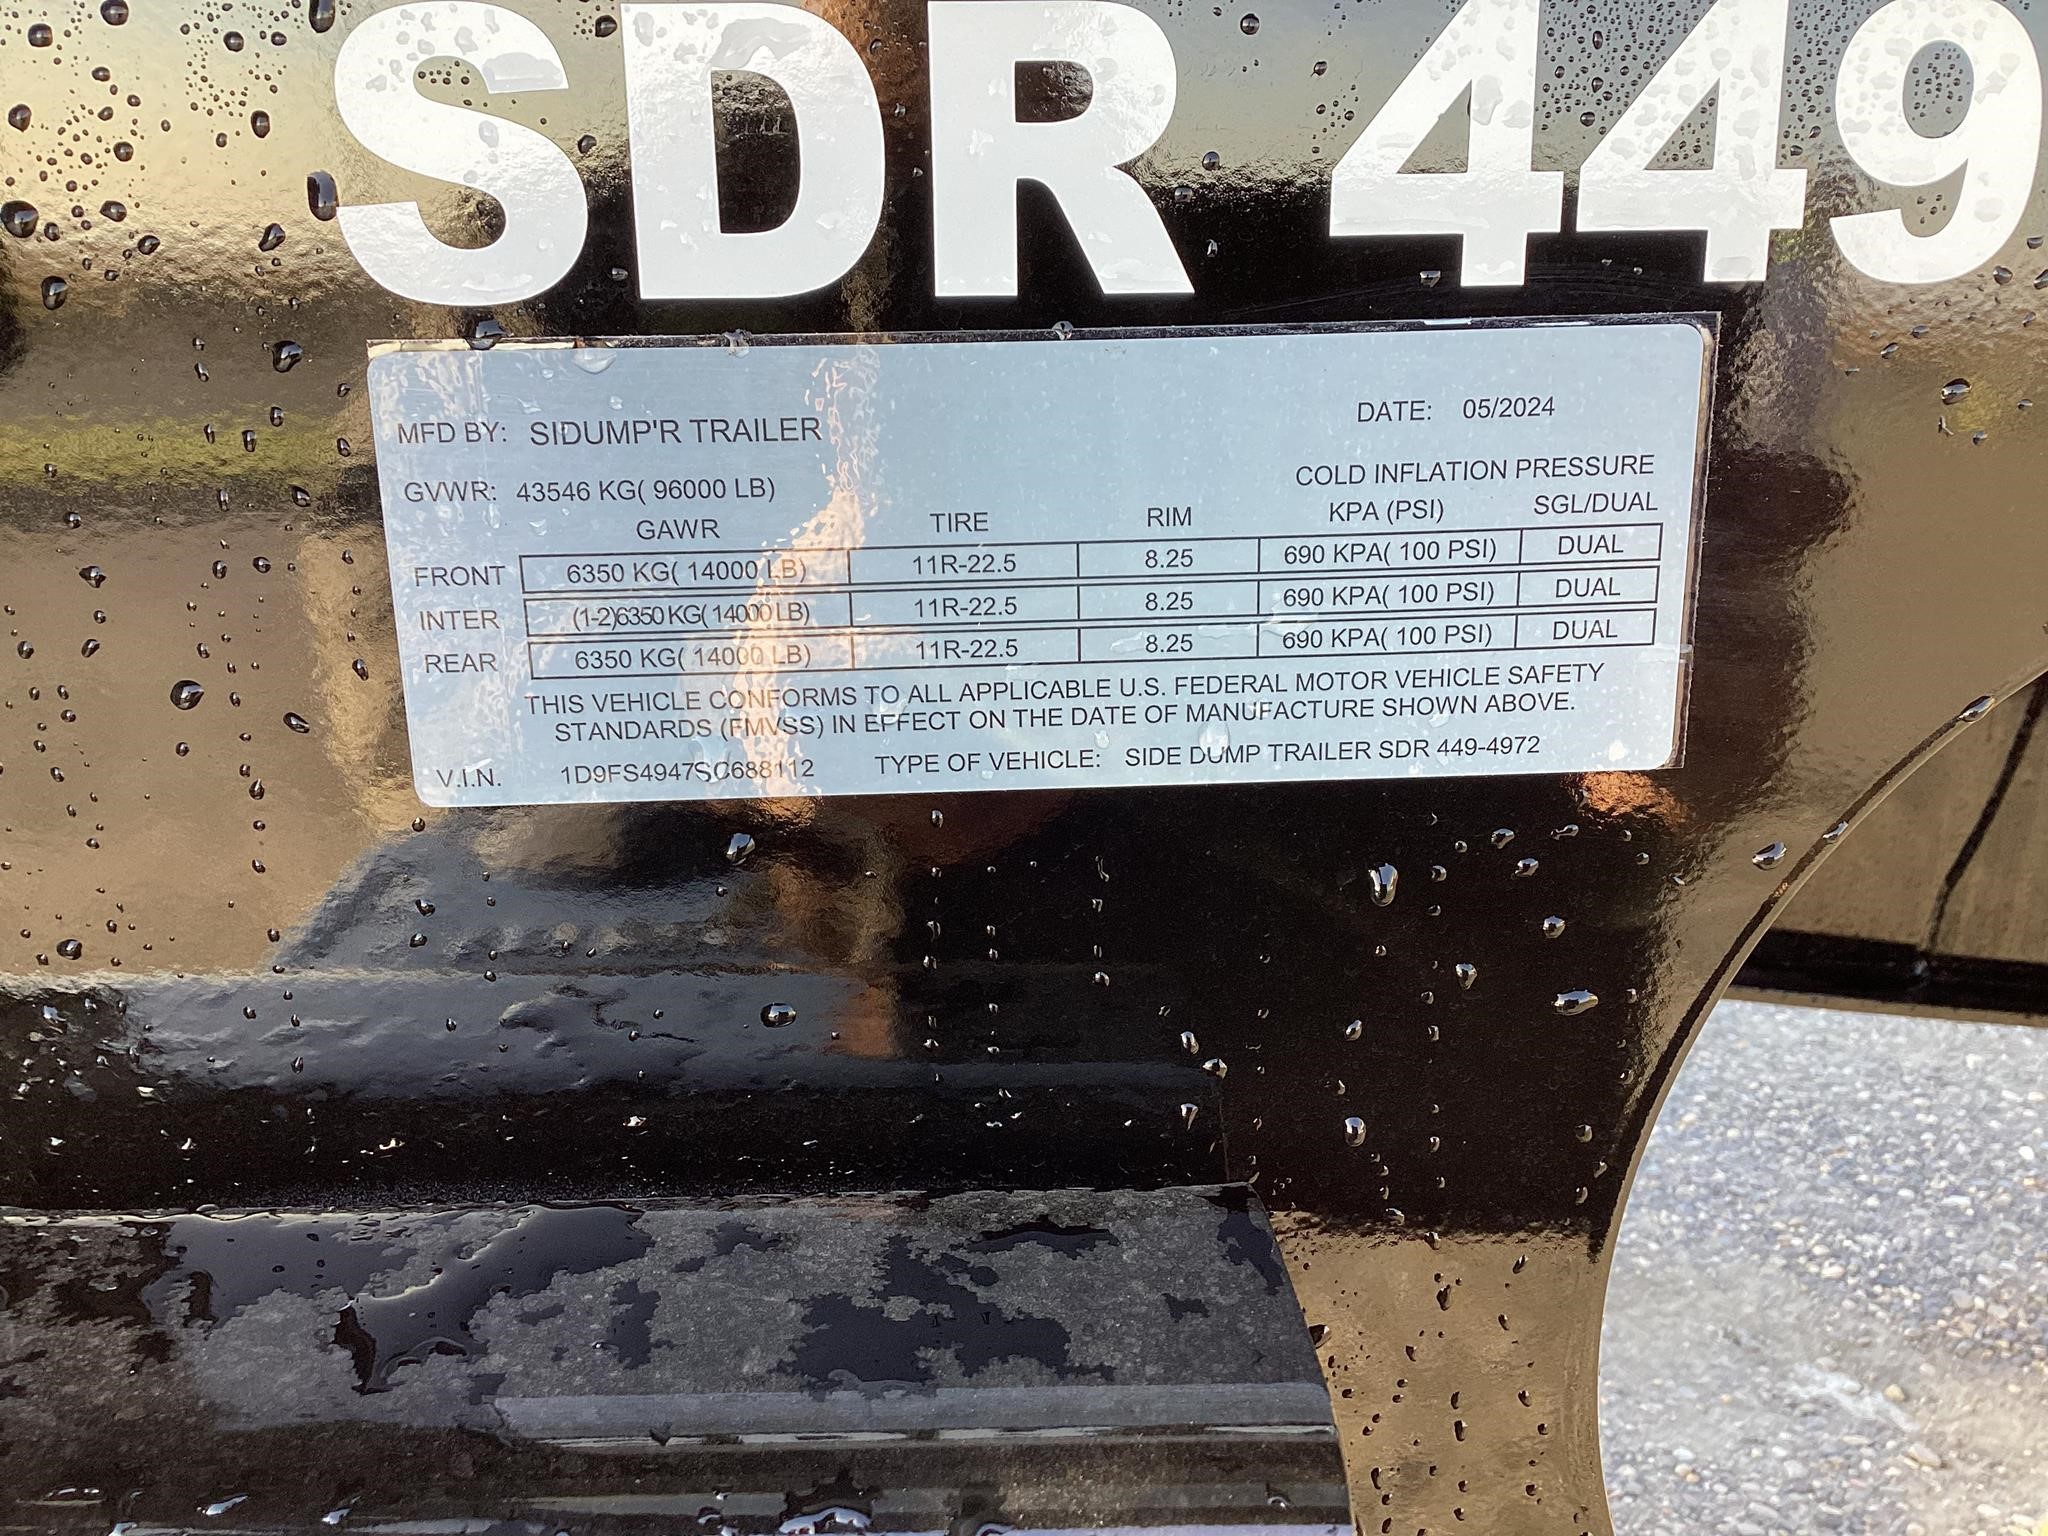 SDR 449
MFD BY: SIDUMP'R TRAILER DATE: 05/2024
GVWR: 43546 KG( 96000 LB) COLD INFLATION PRESSURE
GAWR TIRE RIM KPA (PSI) SGL/DUAL
FRONT 6350 KG( 14000 LB) 11R-22.5 8.25 690 KPA( 100 PSI) DUAL
INTER (1-2)6350 KG( 14000 LB) 11R-22.5 8.25 690 KPA( 100 PSI) DUAL
REAR 6350 KG( 14000 LB) 11R-22.5 8.25 690 KPA( 100 PSI) DUAL
THIS VEHICLE CONFORMS TO ALL APPLICABLE U.S. FEDERAL MOTOR VEHICLE SAFETY
STANDARDS (FMVSS) IN EFFECT ON THE DATE OF MANUFACTURE SHOWN ABOVE.
V.I.N. 1D9FS4947SC688112 TYPE OF VEHICLE: SIDE DUMP TRAILER SDR 449-4972